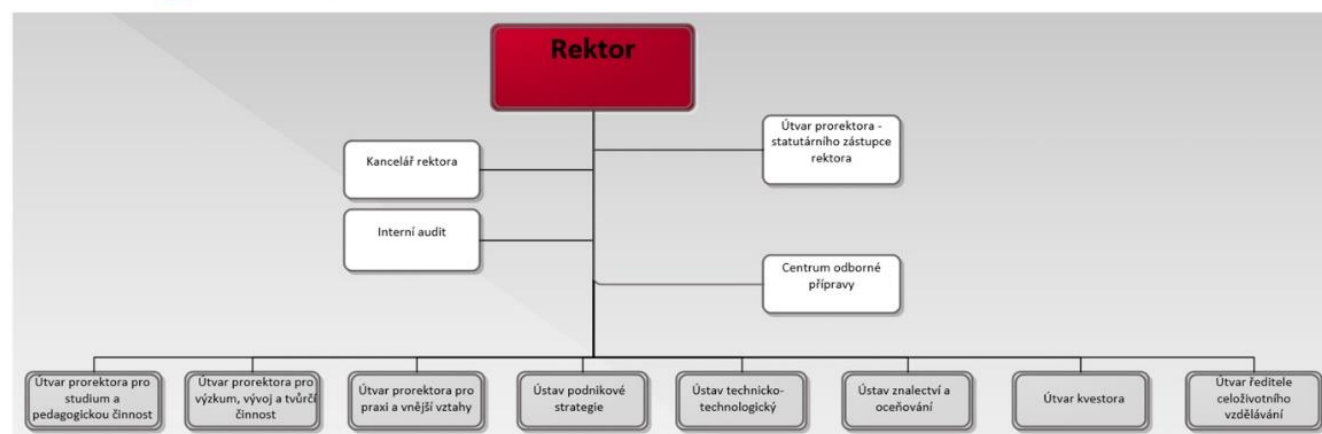 Rektor
Útvar prorektora -
statutárního zástupce
rektora
Kancelář rektora
Interní audit
Centrum odborné
přípravy
Útvar prorektora pro
studium a
pedagogickou činnost
Útvar prorektora pro
výzkum, vývoj a tvůrčí
činnost
Útvar prorektora pro
praxi a vnější vztahy
Ústav podnikové
strategie
Ústav technicko-
technologický
Ústav znalectví a
oceňování
Útvar kvestora
Útvar ředitele
celoživotního
vzdělávání